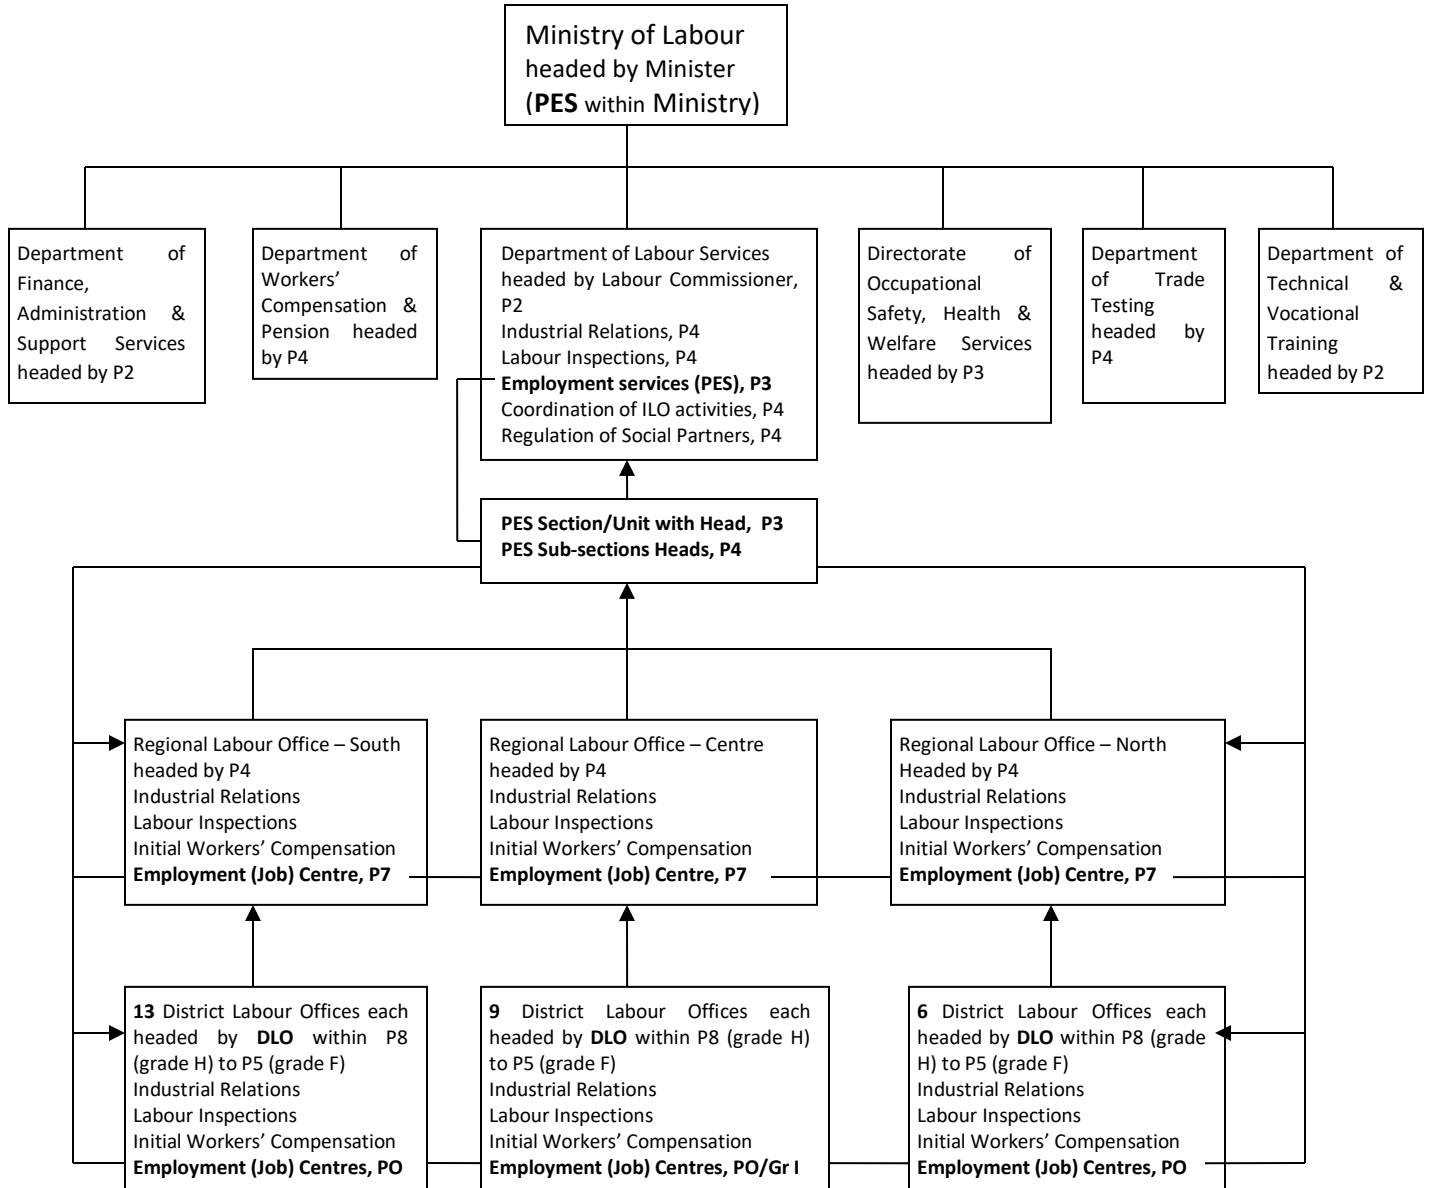 Ministry of Labour
headed by Minister
(PES within Ministry)
Department of
Finance,
Administration &
Support Services
headed by P2
Department of
Workers’
Compensation &
Pension headed
by P4
Department of Labour Services
headed by Labour Commissioner,
P2
Industrial Relations, P4
Labour Inspections, P4
Employment services (PES), P3
Coordination of ILO activities, P4
Regulation of Social Partners, P4
Directorate of
Occupational
Safety, Health &
Welfare Services
headed by P3
Department
of Trade
Testing
headed by
P4
Department of
Technical &
Vocational
Training
headed by P2
PES Section/Unit with Head, P3
PES Sub-sections Heads, P4
Regional Labour Office – South
headed by P4
Industrial Relations
Labour Inspections
Initial Workers’ Compensation
Employment (Job) Centre, P7
Regional Labour Office – Centre
headed by P4
Industrial Relations
Labour Inspections
Initial Workers’ Compensation
Employment (Job) Centre, P7
Regional Labour Office – North
Headed by P4
Industrial Relations
Labour Inspections
Initial Workers’ Compensation
Employment (Job) Centre, P7
13 District Labour Offices each
headed by DLO within P8
(grade H) to P5 (grade F)
Industrial Relations
Labour Inspections
Initial Workers’ Compensation
Employment (Job) Centres, PO
9 District Labour Offices each
headed by DLO within P8 (grade H)
to P5 (grade F)
Industrial Relations
Labour Inspections
Initial Workers’ Compensation
Employment (Job) Centres, PO/Gr I
6 District Labour Offices each
headed by DLO within P8 (grade
H) to P5 (grade F)
Industrial Relations
Labour Inspections
Initial Workers’ Compensation
Employment (Job) Centres, PO